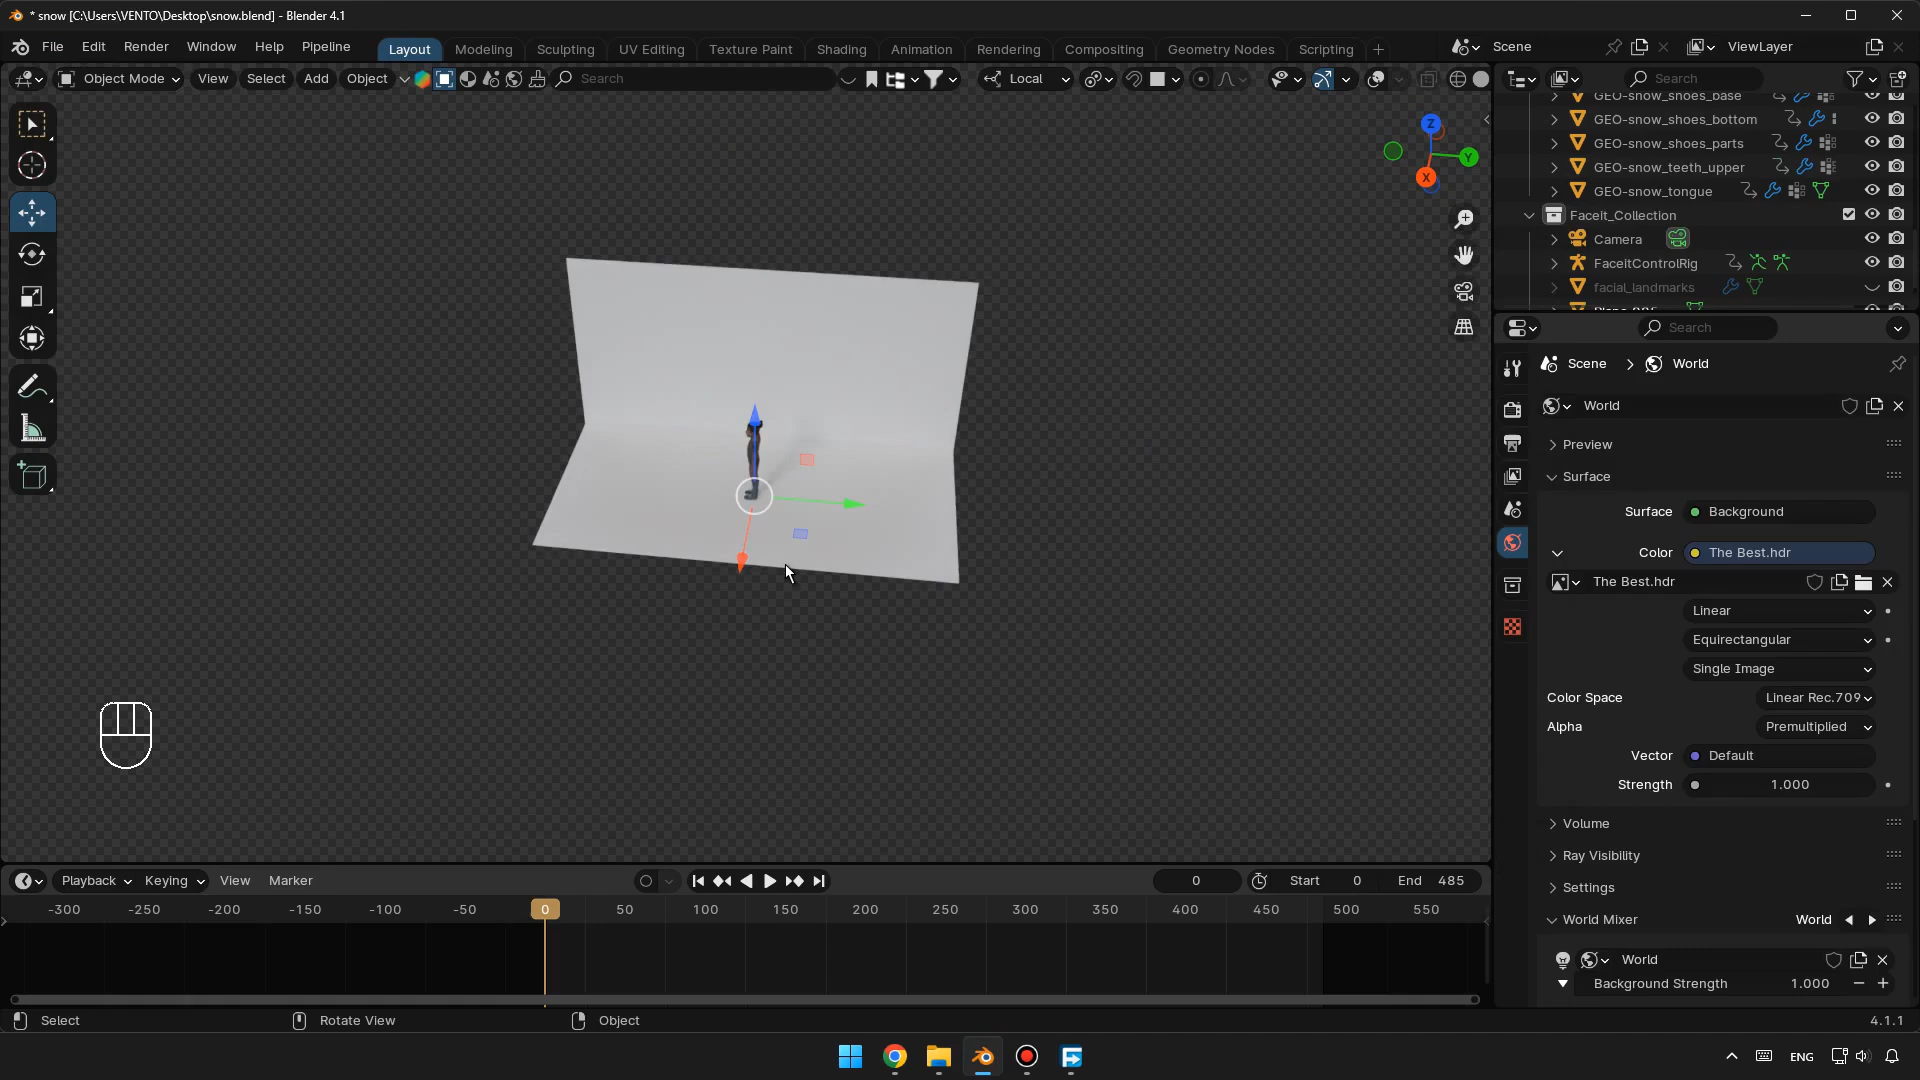 * snow [C:\Users\VENTO\Desktop\snow.blend] - Blender 4.1
File Edit Render Window Help Pipeline Layout Modeling Sculpting UV Editing Texture Paint Shading Animation Rendering Compositing Geometry Nodes Scripting + Scene ViewLayer
Object Mode View Select Add Object Search Local Search
GEO-snow_shoes_base
GEO-snow_shoes_bottom
GEO-snow_shoes_parts
GEO-snow_teeth_upper
GEO-snow_tongue
Faceit_Collection
Camera
FaceitControlRig
facial_landmarks
Z
Y
X
Search
Scene > World
World
Preview
Surface
Surface Background
Color The Best.hdr
The Best.hdr
Linear
Equirectangular
Single Image
Color Space Linear Rec.709
Alpha Premultiplied
Vector Default
Strength 1.000
Volume
Ray Visibility
Settings
World Mixer World
World
Background Strength 1.000
Playback Keying View Marker 0 Start 0 End 485
-300 -250 -200 -150 -100 -50 0 50 100 150 200 250 300 350 400 450 500 550
Select Rotate View Object 4.1.1
ENG